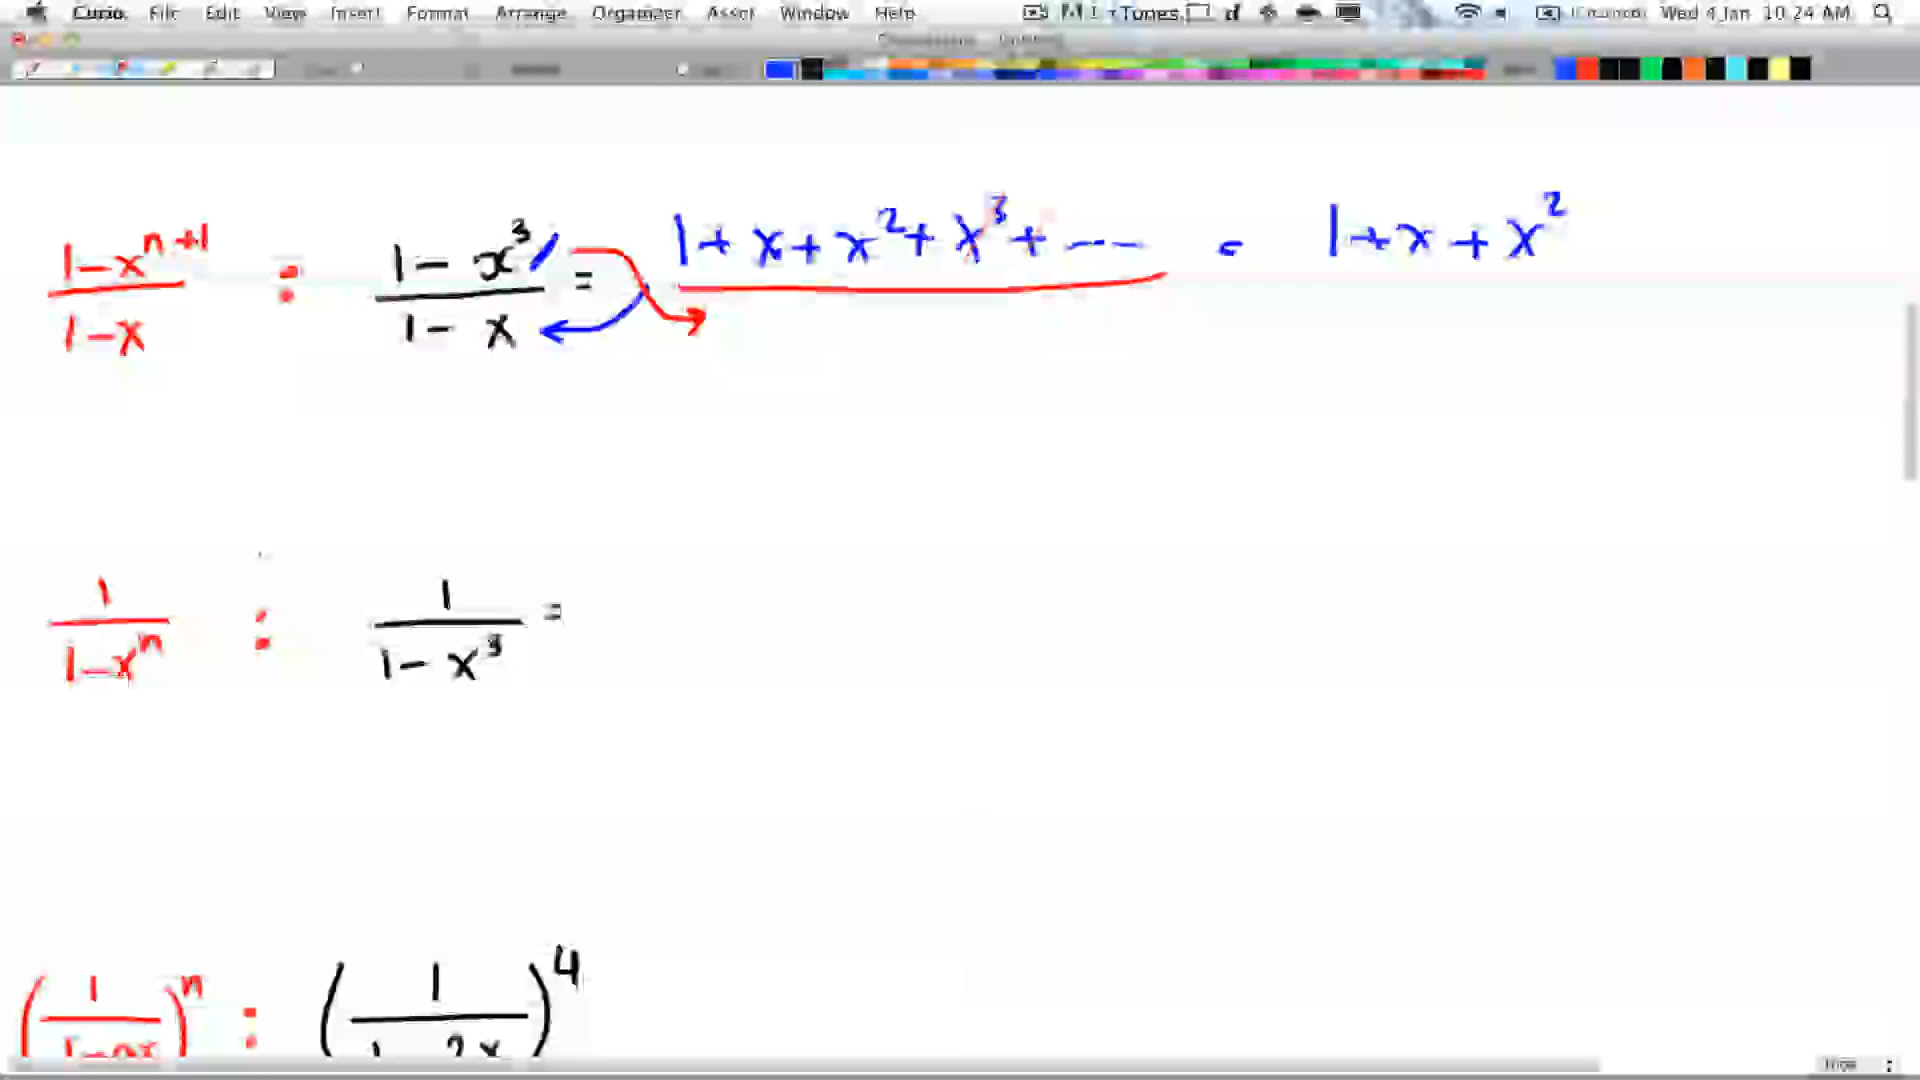 Curio File Edit View Insert Format Arrange Organizer Asset Window Help Tunes Wed 4 Jan 10:24 AM
(1-x^{n+1})/(1-x) : (1-x^3)/(1-x) = 1+x+x^2+x^3+---- = 1+x+x^2
1/(1-x^n) : 1/(1-x^3) =
(1/(1-ax))^n : (1/(1-2x))^4